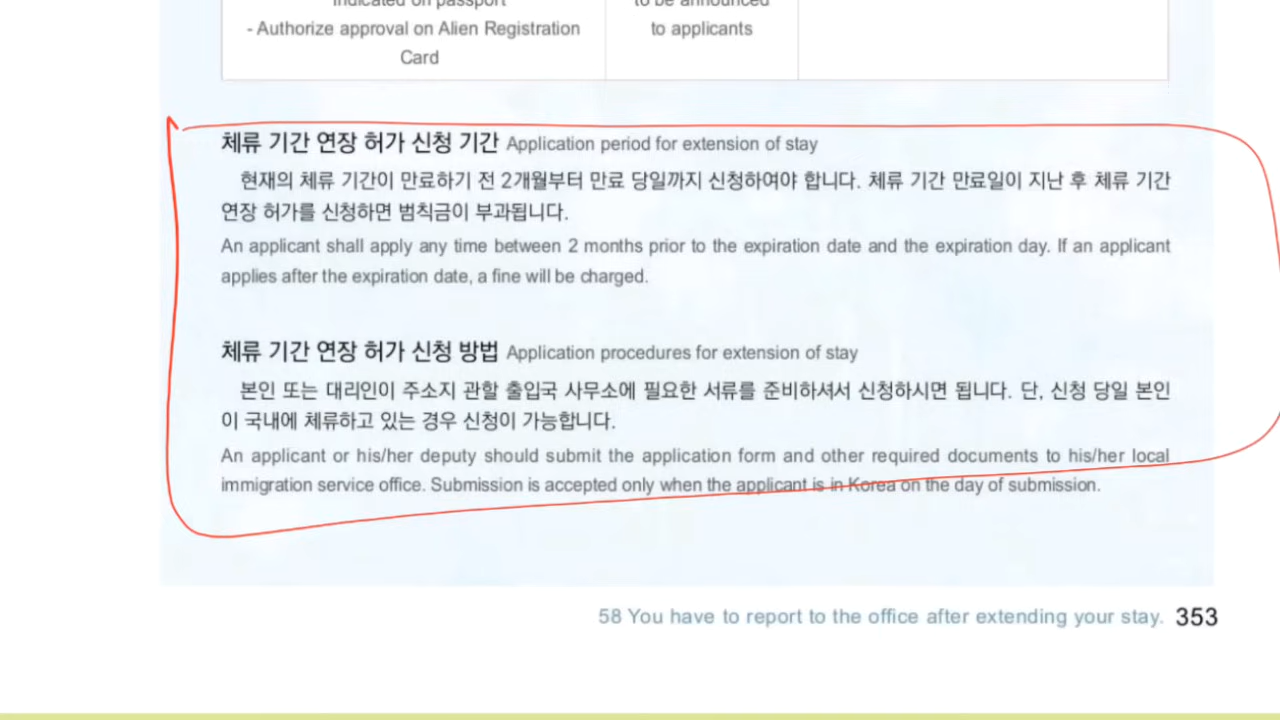 indicated on passport
to be announced
- Authorize approval on Alien Registration
to applicants
Card
체류 기간 연장 허가 신청 기간 Application period for extension of stay
현재의 체류 기간이 만료하기 전 2개월부터 만료 당일까지 신청하여야 합니다. 체류 기간 만료일이 지난 후 체류 기간
연장 허가를 신청하면 범칙금이 부과됩니다.
An applicant shall apply any time between 2 months prior to the expiration date and the expiration day. If an applicant
applies after the expiration date, a fine will be charged.
체류 기간 연장 허가 신청 방법 Application procedures for extension of stay
본인 또는 대리인이 주소지 관할 출입국 사무소에 필요한 서류를 준비하셔서 신청하시면 됩니다. 단, 신청 당일 본인
이 국내에 체류하고 있는 경우 신청이 가능합니다.
An applicant or his/her deputy should submit the application form and other required documents to his/her local
immigration service office. Submission is accepted only when the applicant is in Korea on the day of submission.
58 You have to report to the office after extending your stay. 353